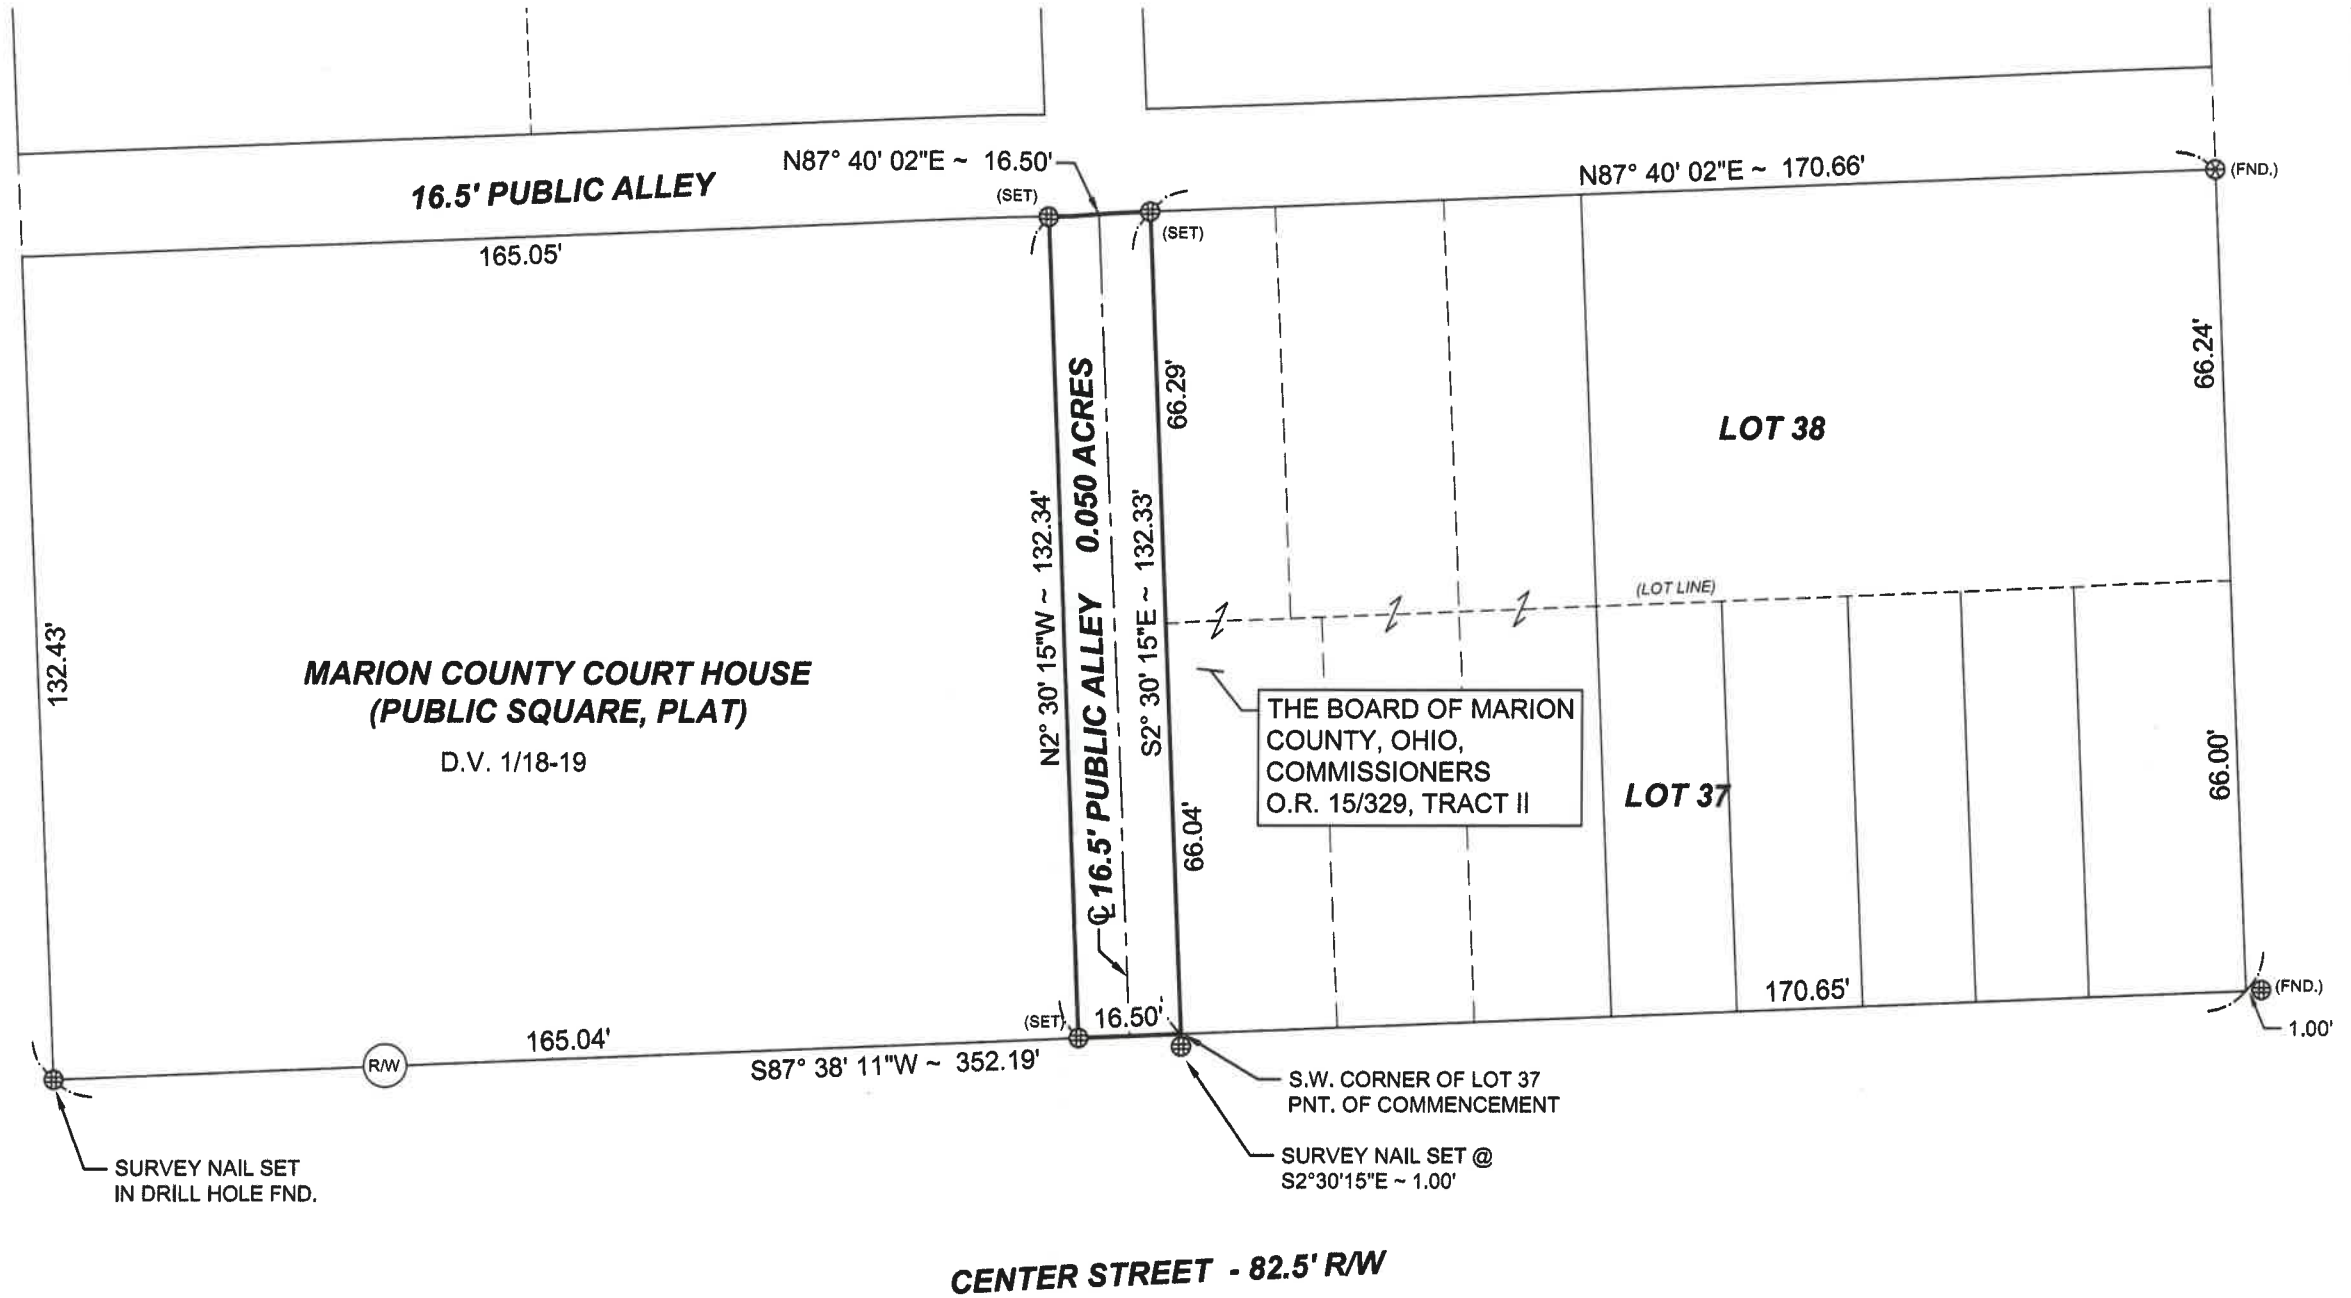 N87° 40' 02"E ~ 16.50'
N87° 40' 02"E ~ 170.66'
(FND.)
16.5' PUBLIC ALLEY
(SET)
(SET)
165.05'
66.29'
66.24'
LOT 38
N2° 30' 15"W ~ 132.34'
℄ 16.5' PUBLIC ALLEY 0.050 ACRES
S2° 30' 15"E ~ 132.33'
(LOT LINE)
132.43'
MARION COUNTY COURT HOUSE
(PUBLIC SQUARE, PLAT)
D.V. 1/18-19
THE BOARD OF MARION
COUNTY, OHIO,
COMMISSIONERS
O.R. 15/329, TRACT II
66.04'
LOT 37
66.00'
170.65'
(FND.)
1.00'
(SET)
16.50'
165.04'
R/W
S87° 38' 11"W ~ 352.19'
S.W. CORNER OF LOT 37
PNT. OF COMMENCEMENT
SURVEY NAIL SET @
S2°30'15"E ~ 1.00'
SURVEY NAIL SET
IN DRILL HOLE FND.
CENTER STREET - 82.5' R/W